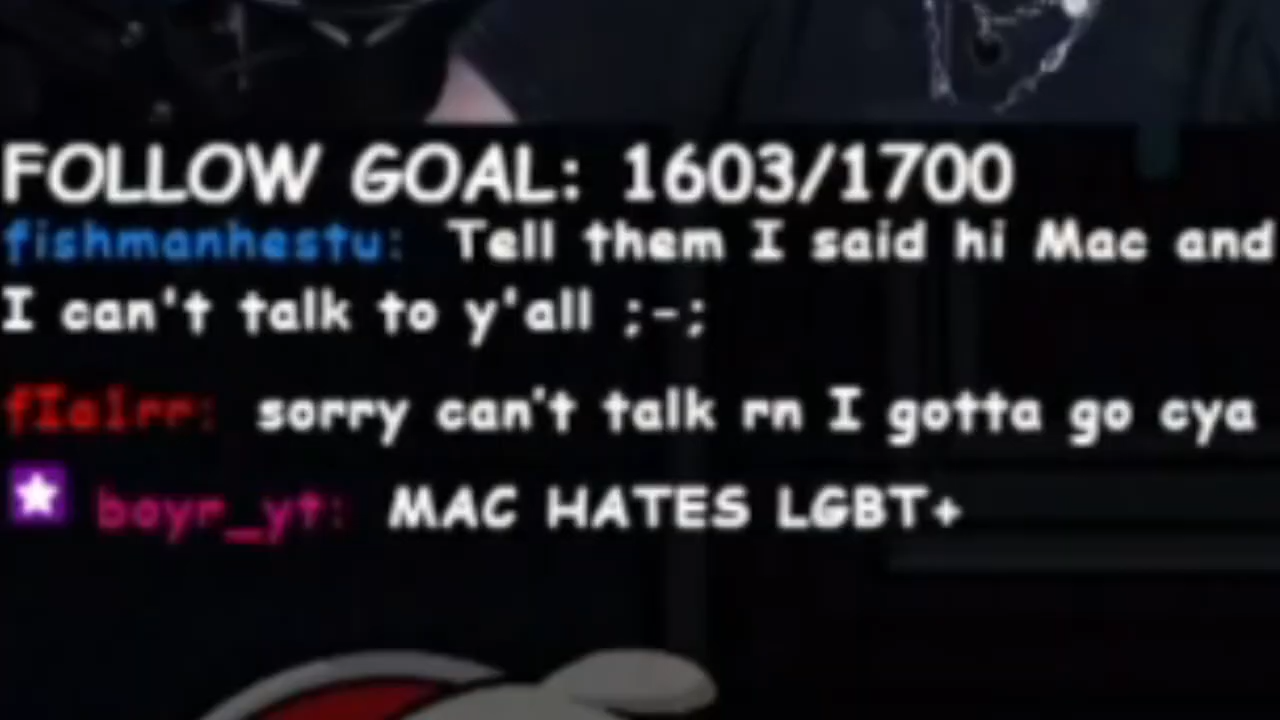 FOLLOW GOAL: 1603/1700
fishmanhestu: Tell them I said hi Mac and
I can't talk to y'all ;-;
sorry can't talk rn I gotta go cya
boyr_yt: MAC HATES LGBT+